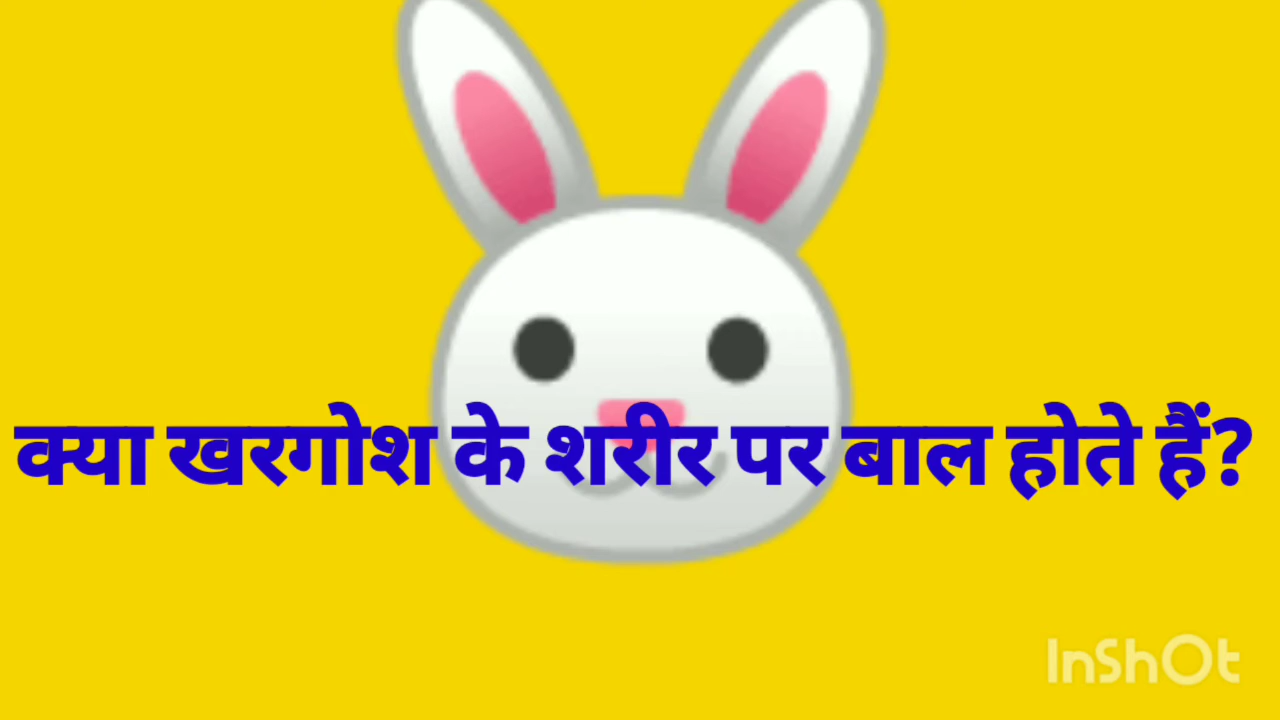 क्या खरगोश के शरीर पर बाल होते हैं?
InShOt